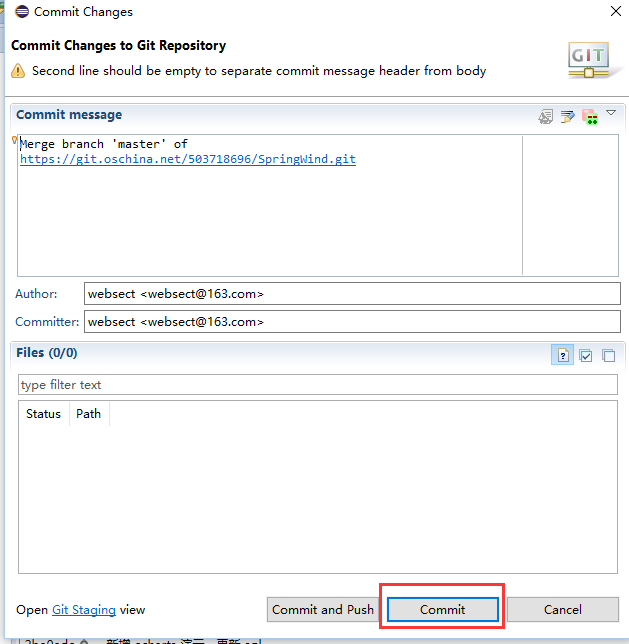 Commit Changes
Commit Changes to Git Repository
Second line should be empty to separate commit message header from body
GIT
Commit message
Merge branch 'master' of
https://git.oschina.net/503718696/SpringWind.git
Author: websect <websect@163.com>
Committer: websect <websect@163.com>
Files (0/0)
type filter text
Status Path
Open Git Staging view
Commit and Push Commit Cancel